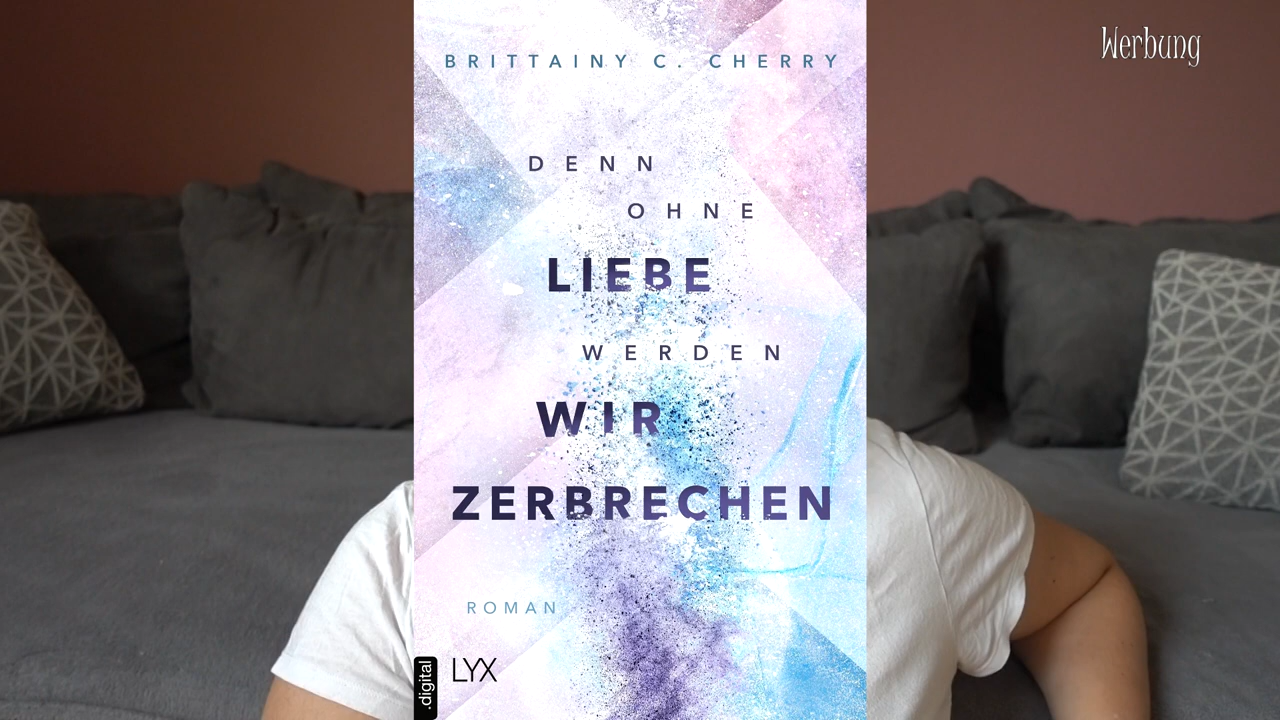 Werbung
BRITTAINY C. CHERRY
DENN
OHNE
LIEBE
WERDEN
WIR
ZERBRECHEN
ROMAN
LYX
.digital